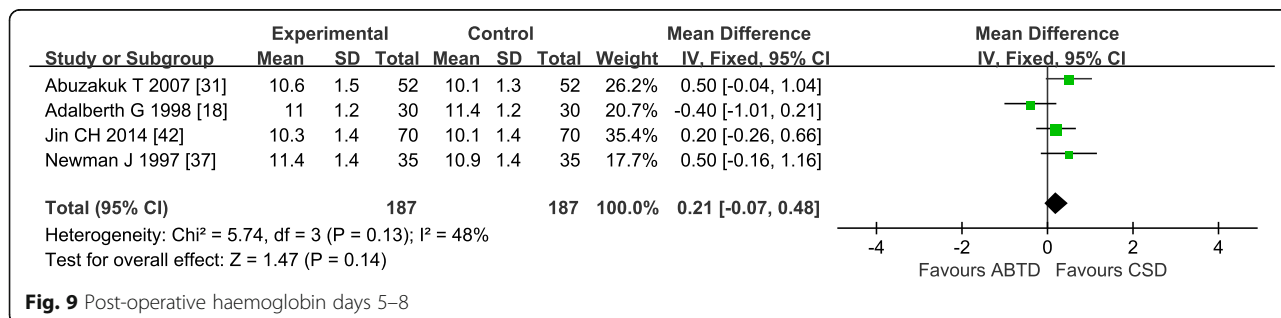 Experimental Control Mean Difference Mean Difference
Study or Subgroup Mean SD Total Mean SD Total Weight IV, Fixed, 95% CI IV, Fixed, 95% CI
Abuzakuk T 2007 [31] 10.6 1.5 52 10.1 1.3 52 26.2% 0.50 [-0.04, 1.04]
Adalberth G 1998 [18] 11 1.2 30 11.4 1.2 30 20.7% -0.40 [-1.01, 0.21]
Jin CH 2014 [42] 10.3 1.4 70 10.1 1.4 70 35.4% 0.20 [-0.26, 0.66]
Newman J 1997 [37] 11.4 1.4 35 10.9 1.4 35 17.7% 0.50 [-0.16, 1.16]
Total (95% CI) 187 187 100.0% 0.21 [-0.07, 0.48]
Heterogeneity: Chi² = 5.74, df = 3 (P = 0.13); I² = 48%
Test for overall effect: Z = 1.47 (P = 0.14)
-4 -2 0 2 4
Favours ABTD Favours CSD
Fig. 9 Post-operative haemoglobin days 5–8